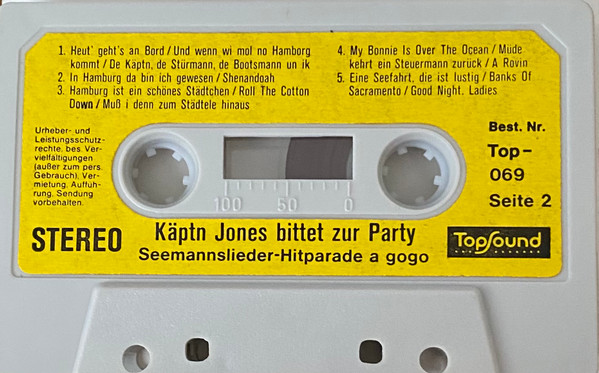 1. Heut' geht's an Bord / Und wenn wi mol no Hamborg
kommt / De Käptn, de Stürmann, de Bootsmann un ik
2. In Hamburg da bin ich gewesen / Shenandoah
3. Hamburg ist ein schönes Städtchen / Roll The Cotton
Down / Muß i denn zum Städtele hinaus
4. My Bonnie Is Over The Ocean / Müde
kehrt ein Steuermann zurück / A Rovin
5. Eine Seefahrt, die ist lustig / Banks Of
Sacramento / Good Night, Ladies
Urheber- und
Leistungsschutz-
rechte, bes. Ver-
vielfältigungen
(außer zum pers.
Gebrauch), Ver-
mietung, Auffüh-
rung, Sendung
vorbehalten.
100 50 0
Best. Nr.
Top-
069
Seite 2
STEREO
Käptn Jones bittet zur Party
Seemannslieder-Hitparade a gogo
TopSound